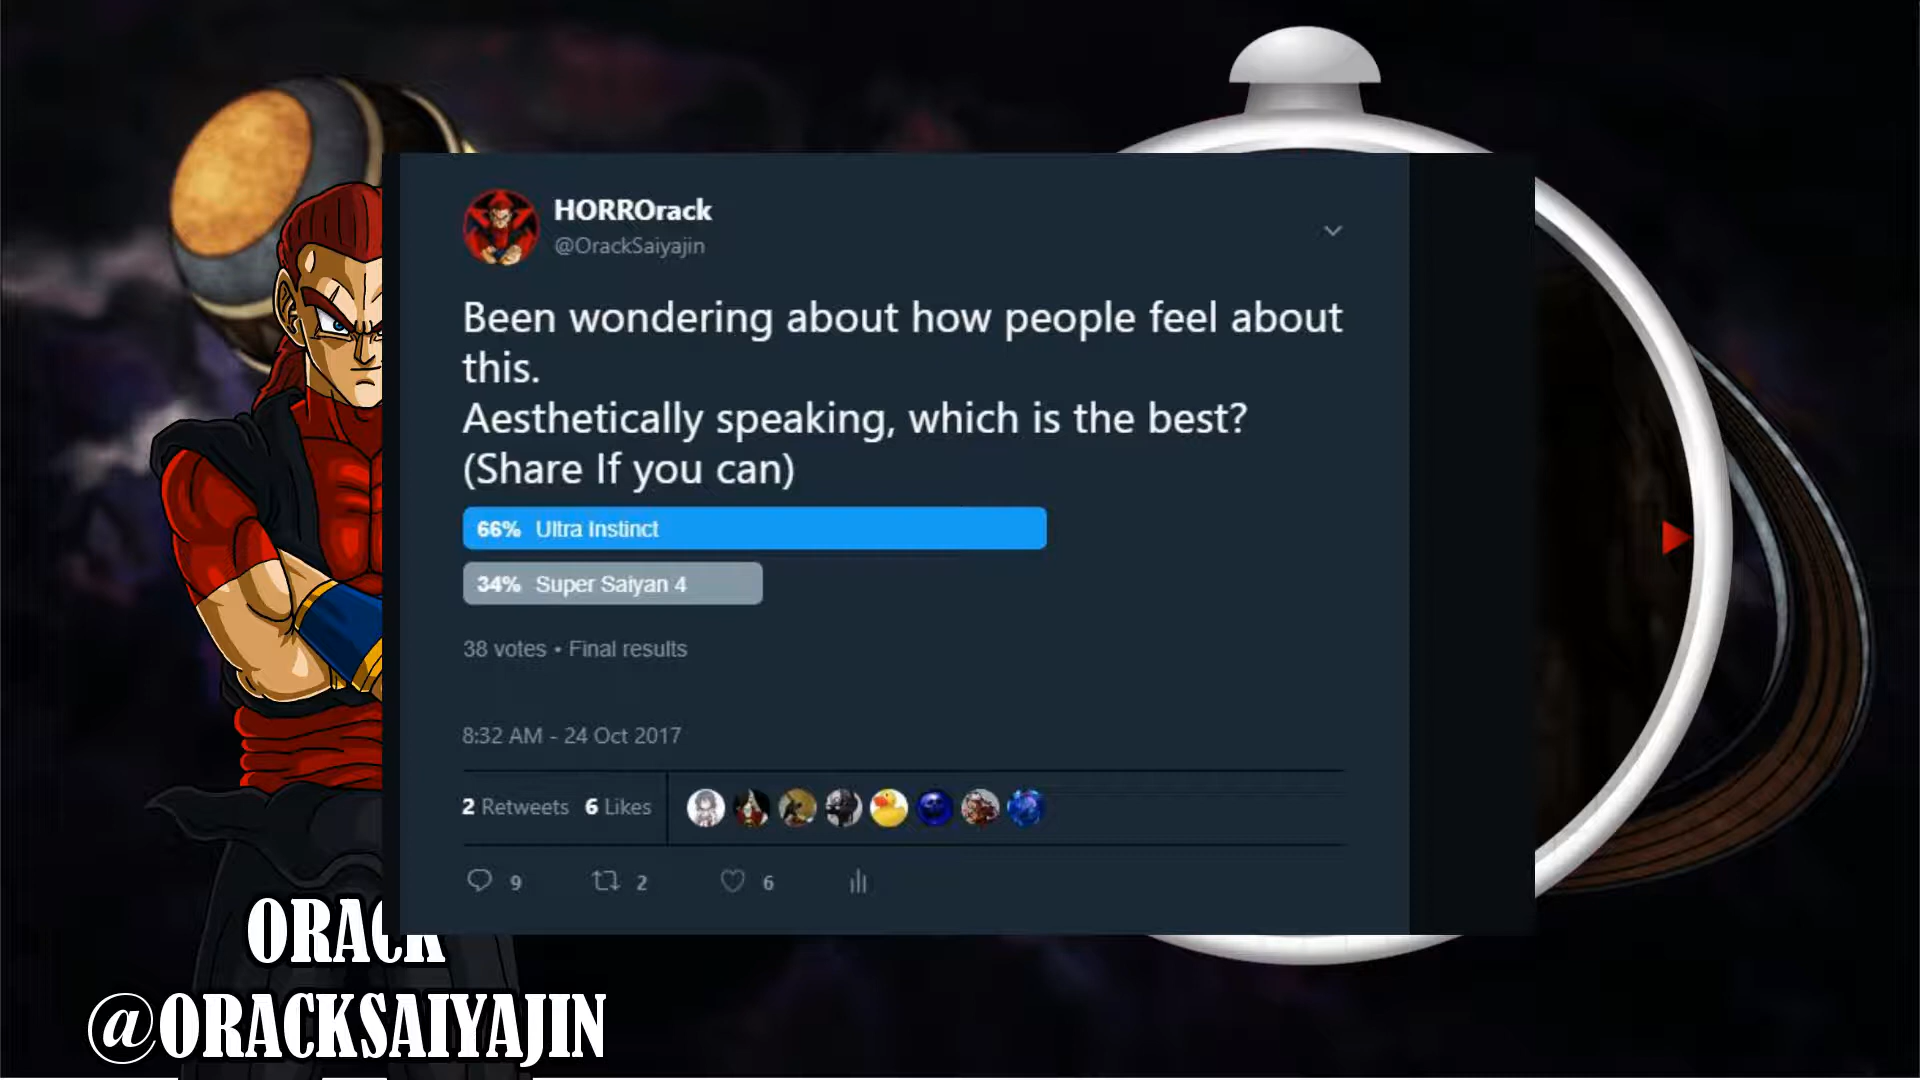 HORROrack
@OrackSaiyajin
Been wondering about how people feel about
this.
Aesthetically speaking, which is the best?
(Share If you can)
66% Ultra Instinct
34% Super Saiyan 4
38 votes • Final results
8:32 AM - 24 Oct 2017
2 Retweets 6 Likes
9 2 6
ORACK
@ORACKSAIYAJIN